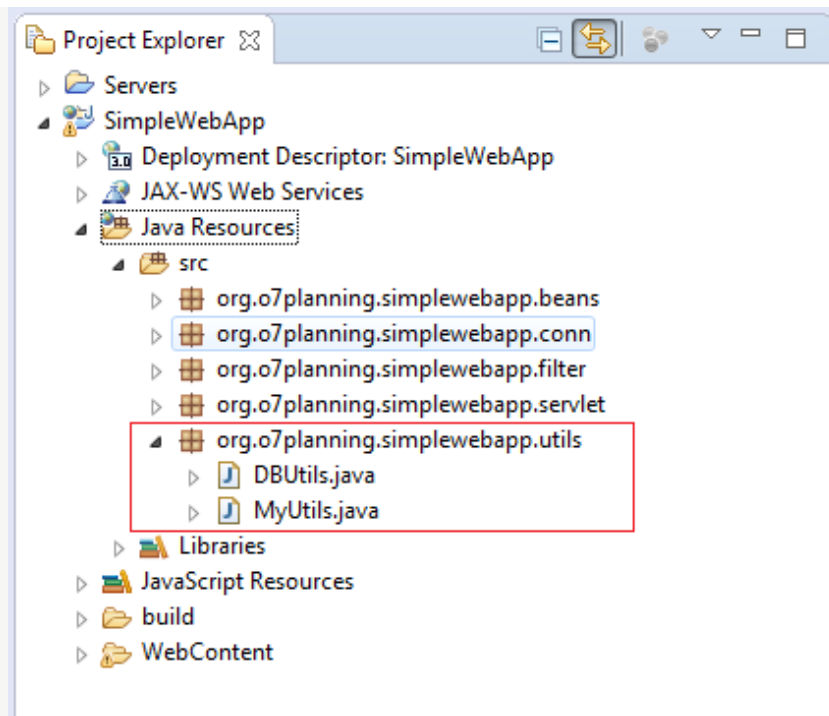 Project Explorer
Servers
SimpleWebApp
3.0 Deployment Descriptor: SimpleWebApp
JAX-WS Web Services
Java Resources
src
org.o7planning.simplewebapp.beans
org.o7planning.simplewebapp.conn
org.o7planning.simplewebapp.filter
org.o7planning.simplewebapp.servlet
org.o7planning.simplewebapp.utils
J DBUtils.java
J MyUtils.java
Libraries
JavaScript Resources
build
WebContent